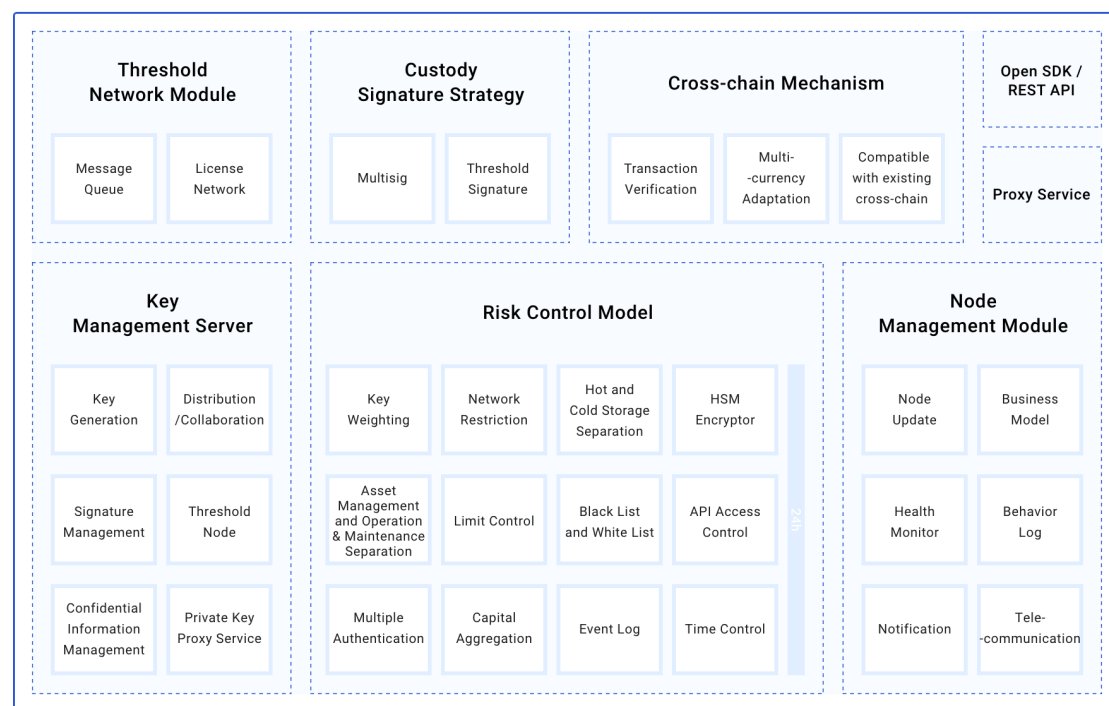 Threshold
Network Module
Message
Queue
License
Network
Custody
Signature Strategy
Multisig
Threshold
Signature
Cross-chain Mechanism
Transaction
Verification
Multi-
-currency
Adaptation
Compatible
with existing
cross-chain
Open SDK /
REST API
Proxy Service
Key
Management Server
Key
Generation
Distribution
/Collaboration
Signature
Management
Threshold
Node
Confidential
Information
Management
Private Key
Proxy Service
Risk Control Model
Key
Weighting
Network
Restriction
Hot and
Cold Storage
Separation
HSM
Encryptor
Asset
Management
and Operation
& Maintenance
Separation
Limit Control
Black List
and White List
API Access
Control
Multiple
Authentication
Capital
Aggregation
Event Log
Time Control
24h
Node
Management Module
Node
Update
Business
Model
Health
Monitor
Behavior
Log
Notification
Tele-
-communication